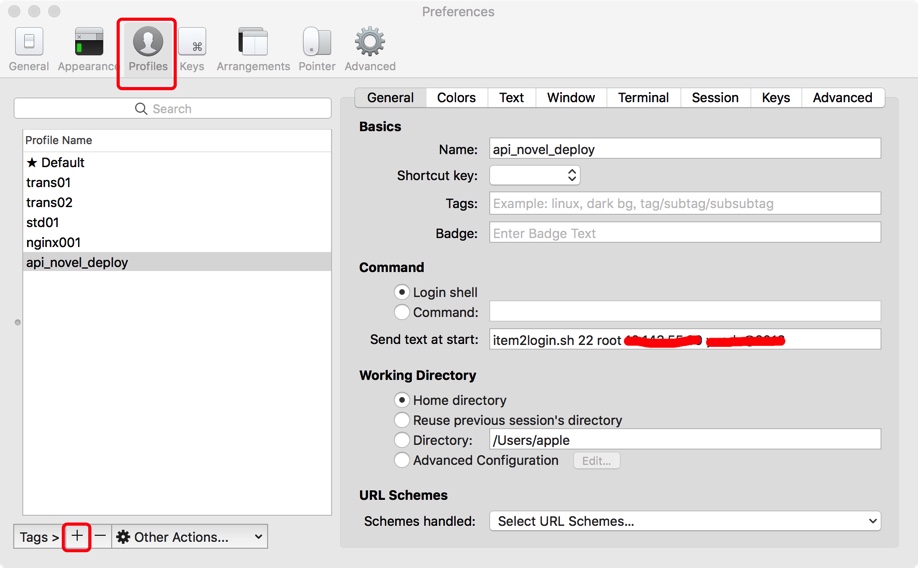 Preferences
General
Appearance
Profiles
Keys
Arrangements
Pointer
Advanced
Search
Profile Name
★ Default
trans01
trans02
std01
nginx001
api_novel_deploy
Tags >
+
−
Other Actions...
General
Colors
Text
Window
Terminal
Session
Keys
Advanced
Basics
Name: api_novel_deploy
Shortcut key:
Tags: Example: linux, dark bg, tag/subtag/subsubtag
Badge: Enter Badge Text
Command
Login shell
Command:
Send text at start: item2login.sh 22 root
Working Directory
Home directory
Reuse previous session's directory
Directory: /Users/apple
Advanced Configuration Edit...
URL Schemes
Schemes handled: Select URL Schemes...